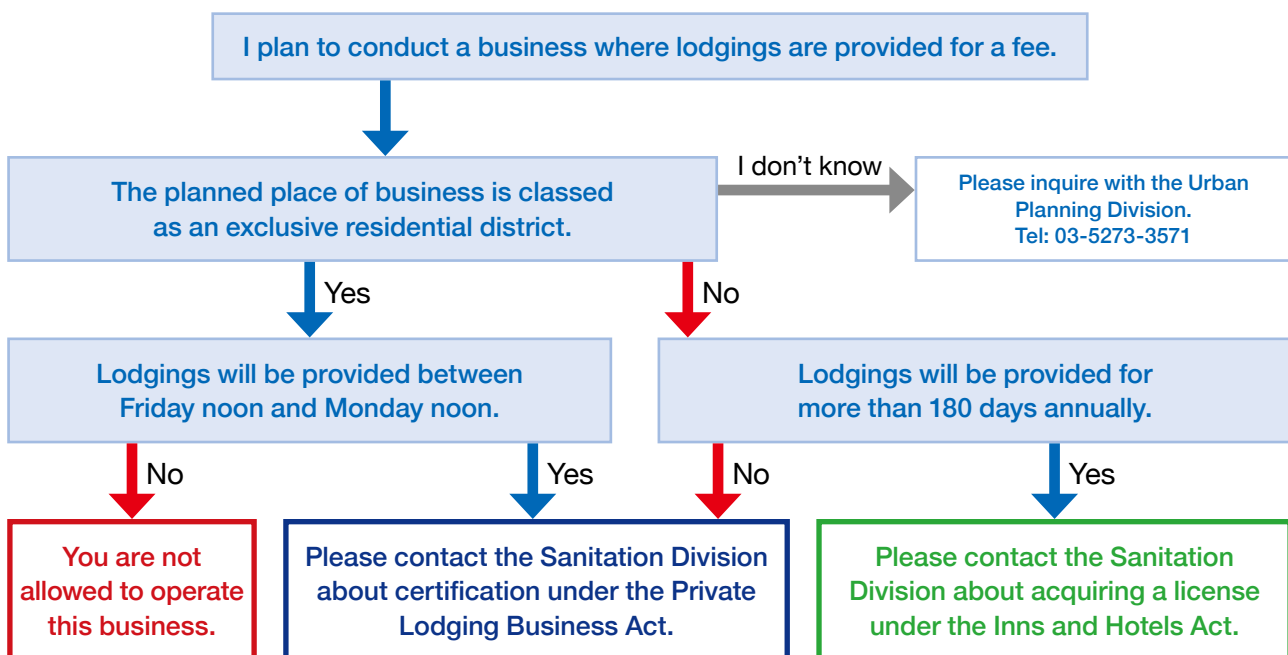 I plan to conduct a business where lodgings are provided for a fee.
The planned place of business is classed
as an exclusive residential district.
I don't know
Please inquire with the Urban
Planning Division.
Tel: 03-5273-3571
Yes
No
Lodgings will be provided between
Friday noon and Monday noon.
Lodgings will be provided for
more than 180 days annually.
No
Yes
No
Yes
You are not
allowed to operate
this business.
Please contact the Sanitation Division
about certification under the Private
Lodging Business Act.
Please contact the Sanitation
Division about acquiring a license
under the Inns and Hotels Act.